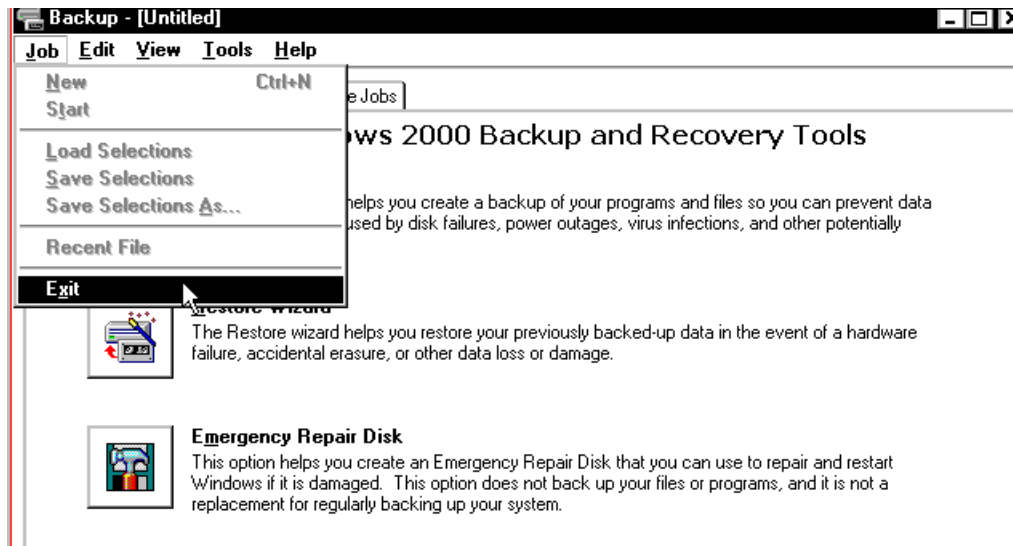 Backup - [Untitled]
Job Edit View Tools Help
New Ctrl+N
Start
Load Selections
Save Selections
Save Selections As...
Recent File
Exit
Jobs
2000 Backup and Recovery Tools
helps you create a backup of your programs and files so you can prevent data
by disk failures, power outages, virus infections, and other potentially
Restore Wizard
The Restore wizard helps you restore your previously backed-up data in the event of a hardware
failure, accidental erasure, or other data loss or damage.
Emergency Repair Disk
This option helps you create an Emergency Repair Disk that you can use to repair and restart
Windows if it is damaged. This option does not back up your files or programs, and it is not a
replacement for regularly backing up your system.